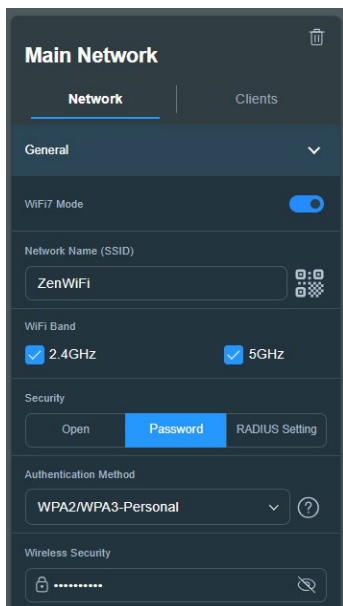 Main Network
Network Clients
General
WiFi7 Mode
Network Name (SSID)
ZenWiFi
WiFi Band
2.4GHz 5GHz
Security
Open Password RADIUS Setting
Authentication Method
WPA2/WPA3-Personal ?
Wireless Security
••••••••••